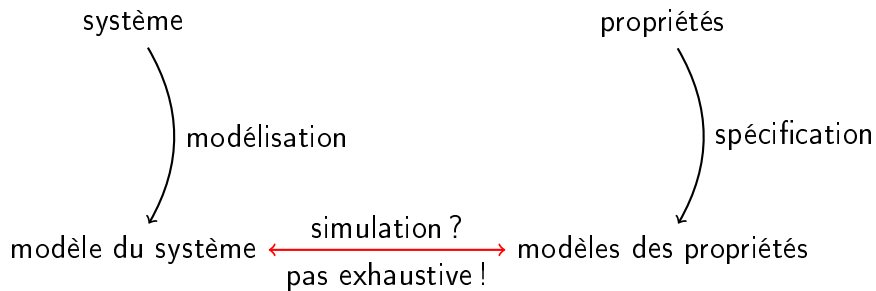 système
propriétés
modélisation
spécification
simulation ?
modèle du système
modèles des propriétés
pas exhaustive !